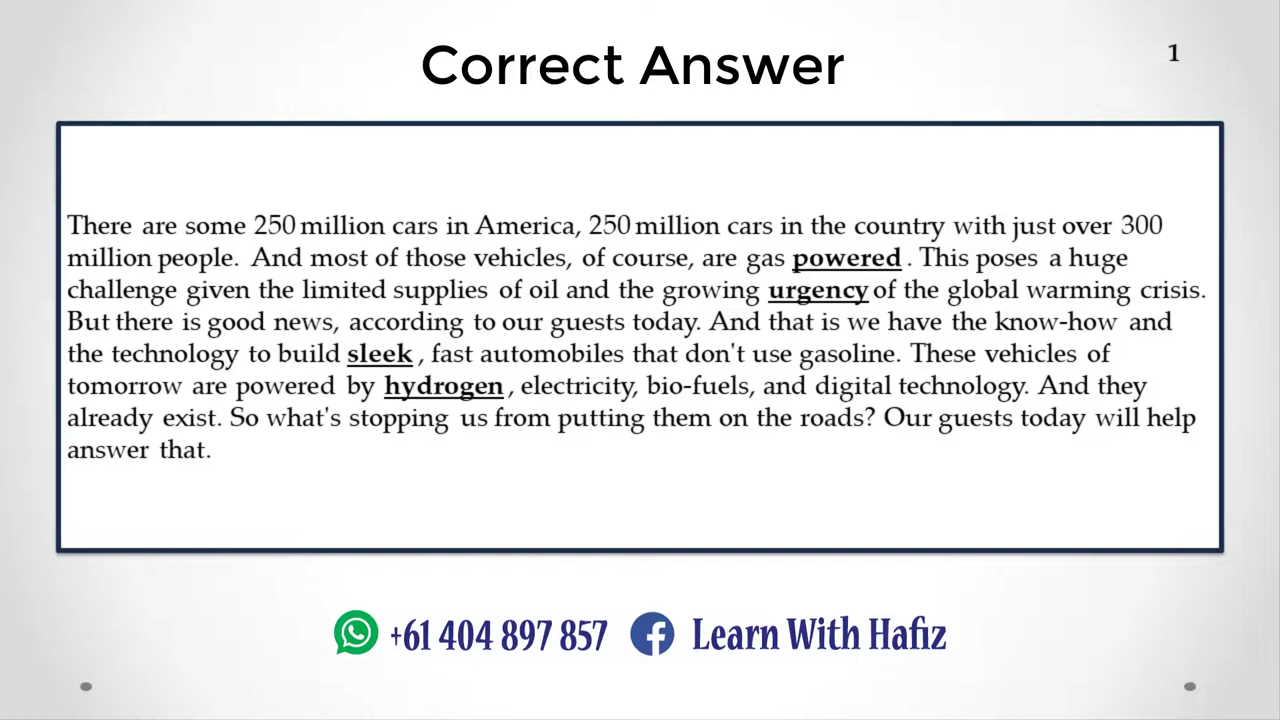 Correct Answer
1
There are some 250 million cars in America, 250 million cars in the country with just over 300
million people. And most of those vehicles, of course, are gas powered. This poses a huge
challenge given the limited supplies of oil and the growing urgency of the global warming crisis.
But there is good news, according to our guests today. And that is we have the know-how and
the technology to build sleek, fast automobiles that don't use gasoline. These vehicles of
tomorrow are powered by hydrogen, electricity, bio-fuels, and digital technology. And they
already exist. So what's stopping us from putting them on the roads? Our guests today will help
answer that.
+61 404 897 857 Learn With Hafiz